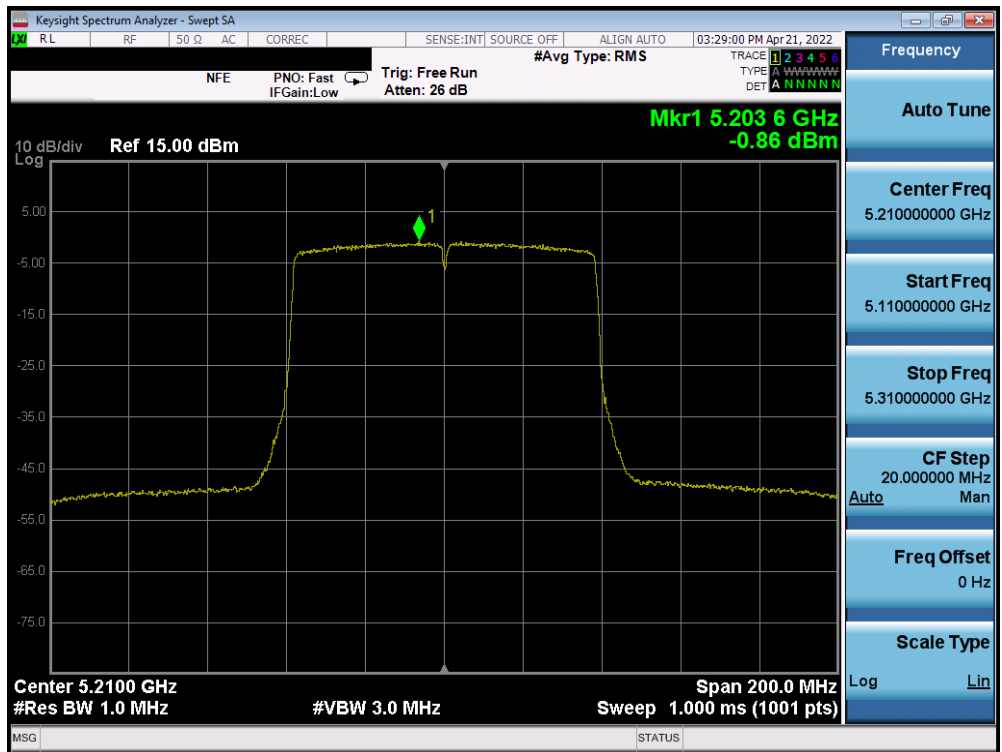 Keysight Spectrum Analyzer - Swept SA
LXI RL RF 50 Ω AC CORREC SENSE:INT SOURCE OFF ALIGN AUTO 03:29:00 PM Apr 21, 2022
#Avg Type: RMS TRACE 1 2 3 4 5 6
NFE PNO: Fast Trig: Free Run TYPE A WWWWW
IFGain:Low Atten: 26 dB DET A N N N N N
Mkr1 5.203 6 GHz
-0.86 dBm
10 dB/div Ref 15.00 dBm
Log
1
5.00
-5.00
-15.0
-25.0
-35.0
-45.0
-55.0
-65.0
-75.0
Center 5.2100 GHz Span 200.0 MHz
#Res BW 1.0 MHz #VBW 3.0 MHz Sweep 1.000 ms (1001 pts)
MSG STATUS
Frequency
Auto Tune
Center Freq
5.210000000 GHz
Start Freq
5.110000000 GHz
Stop Freq
5.310000000 GHz
CF Step
20.000000 MHz
Auto Man
Freq Offset
0 Hz
Scale Type
Log Lin